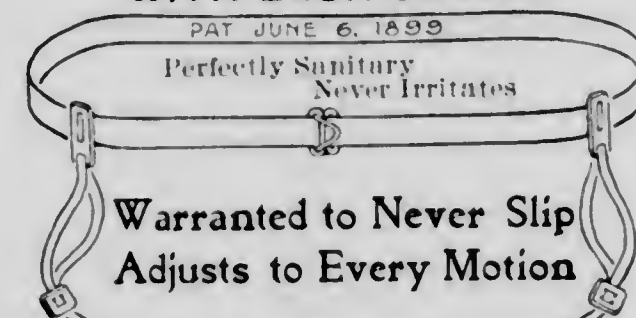 PAT JUNE 6, 1899
Perfectly Sanitary
Never Irritates
D
Warranted to Never Slip
Adjusts to Every Motion